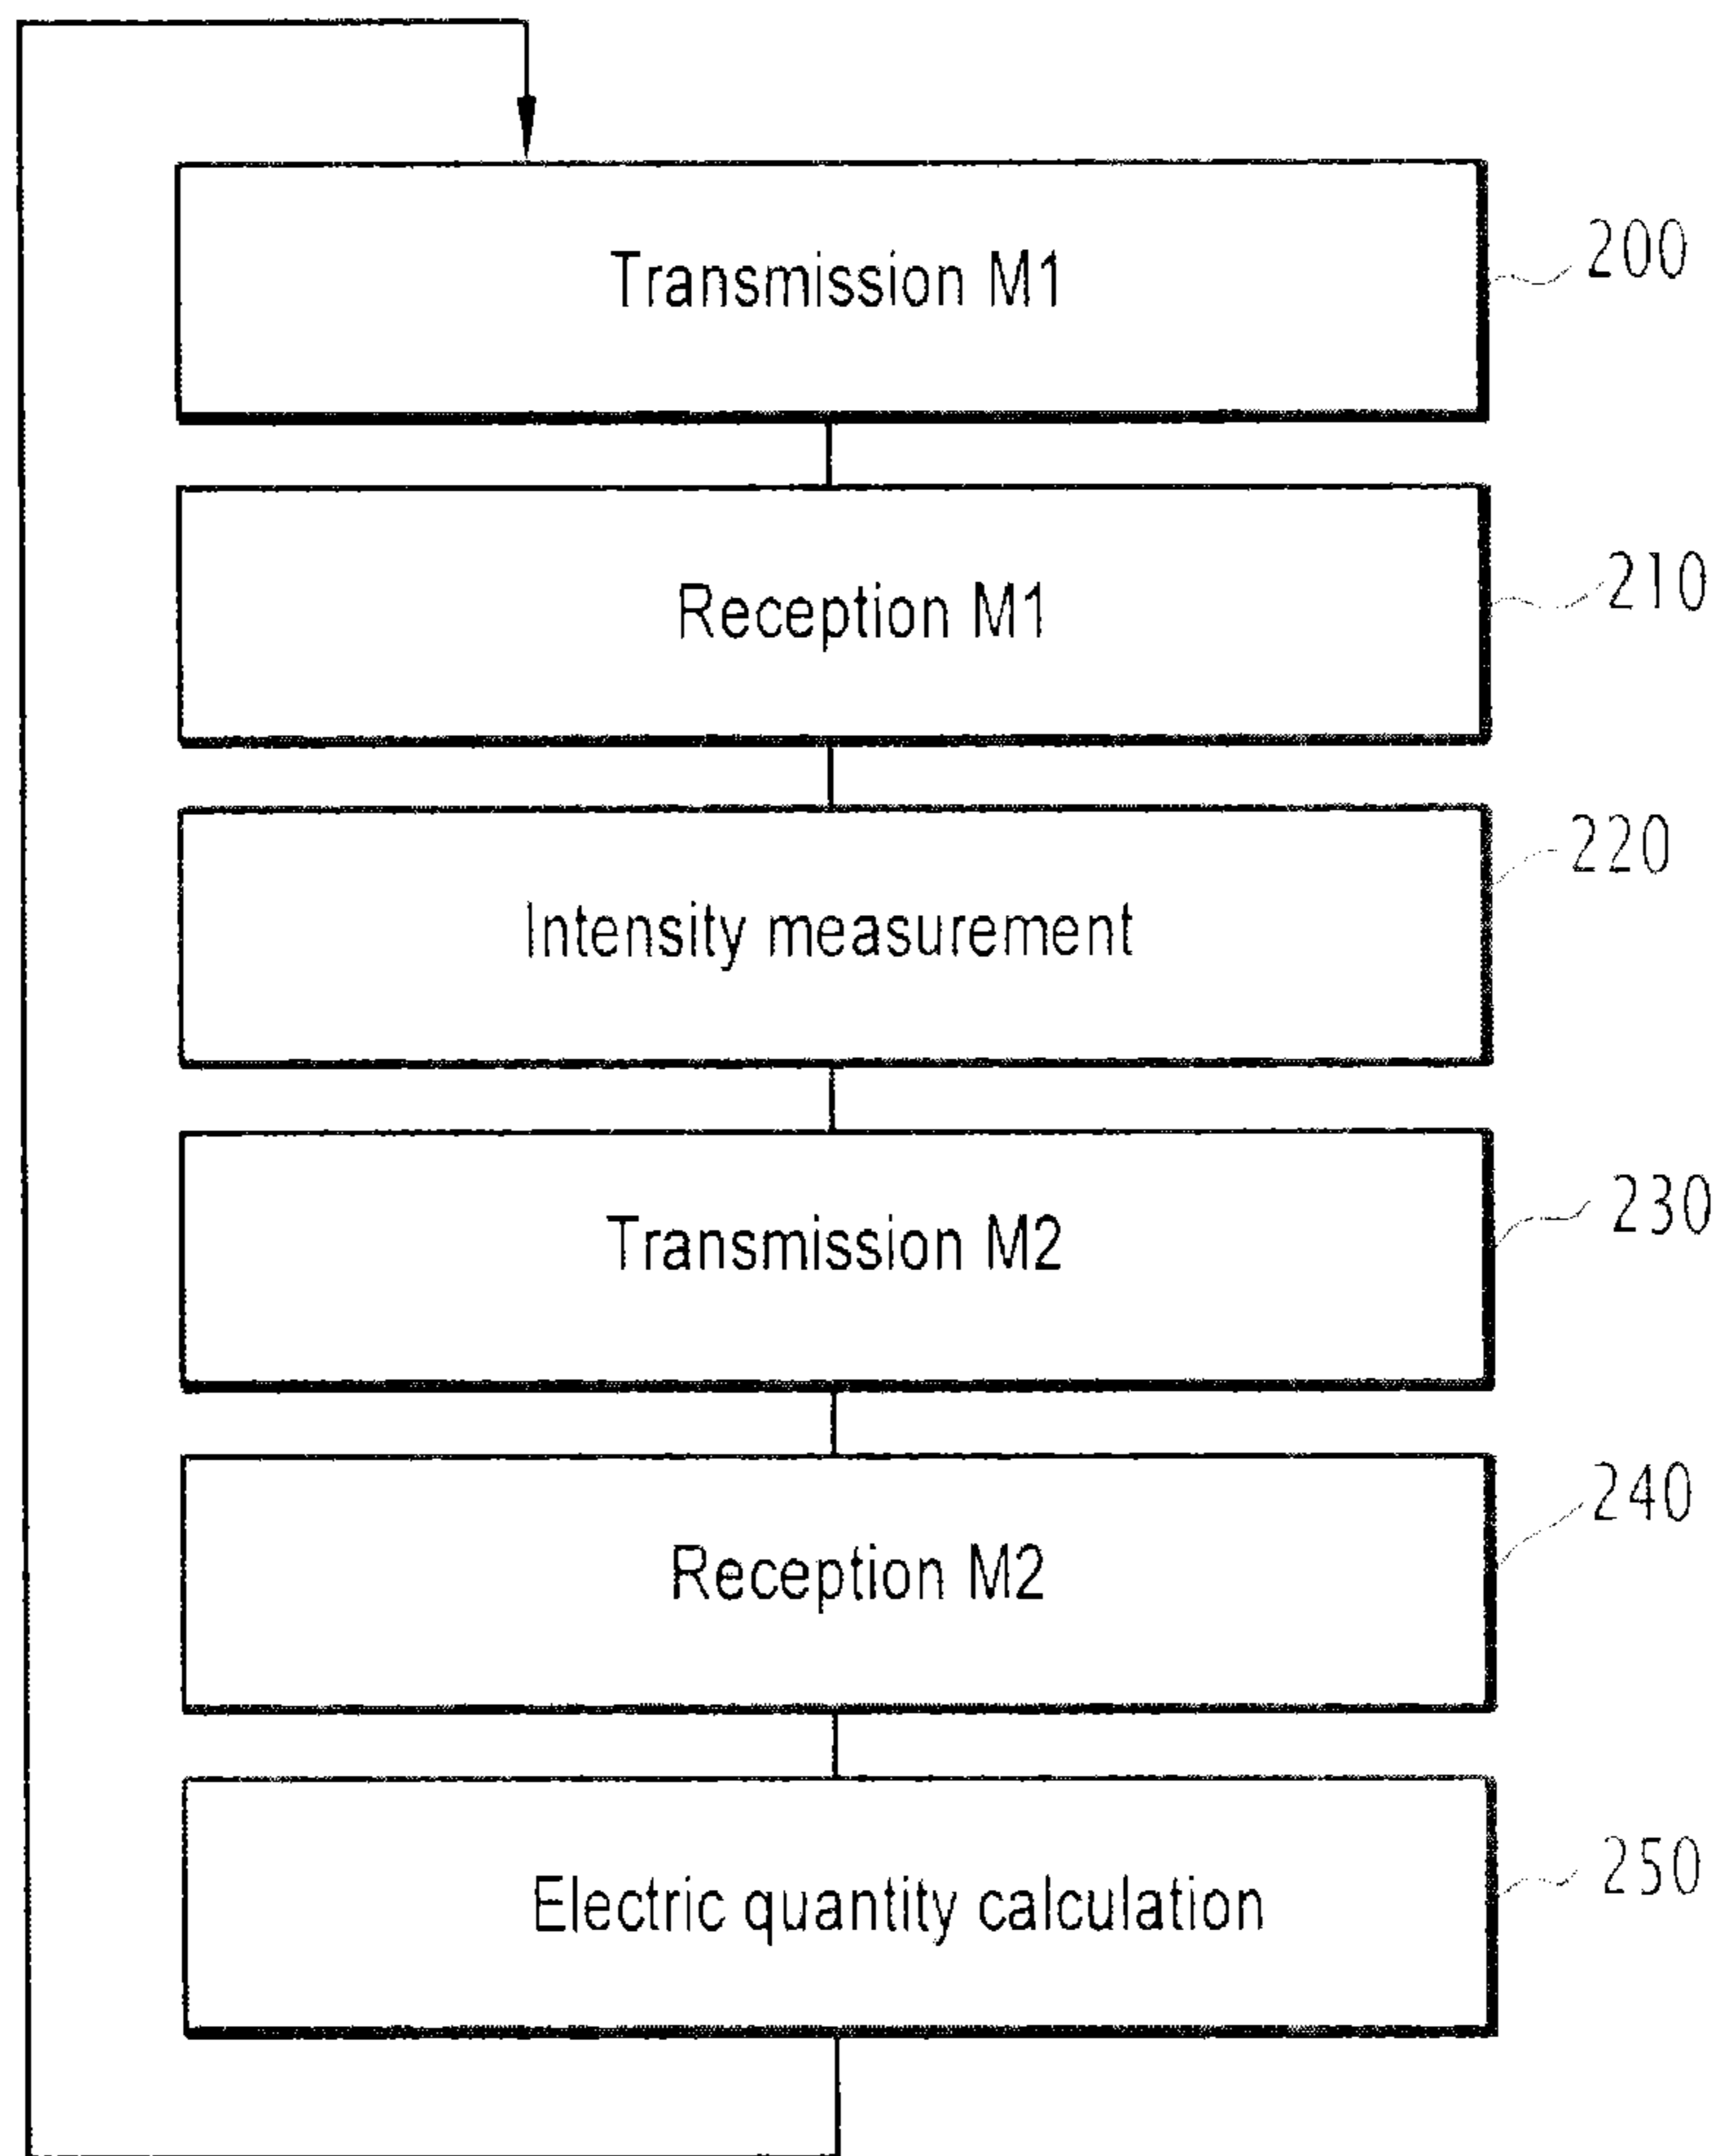 Transmission M1
200
Reception M1
210
Intensity measurement
220
Transmission M2
230
Reception M2
240
Electric quantity calculation
250